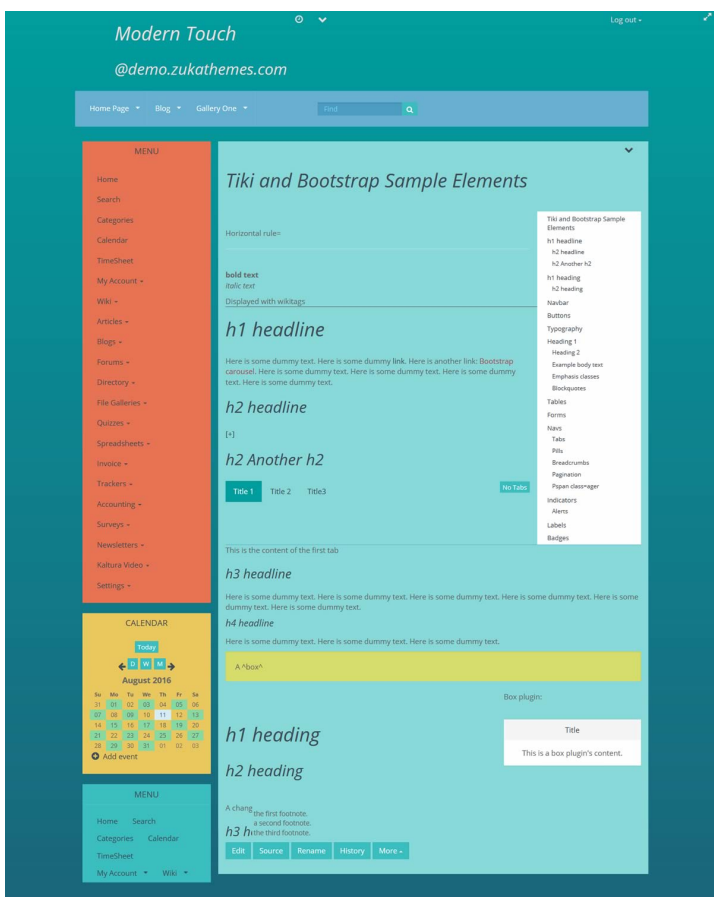 Modern Touch
Log out
@demo.zukathemes.com
Home Page Blog Gallery One Find
MENU
Home
Search
Categories
Calendar
TimeSheet
My Account
Wiki
Articles
Blogs
Forums
Directory
File Galleries
Quizzes
Spreadsheets
Invoice
Trackers
Accounting
Surveys
Newsletters
Kaltura Video
Settings
CALENDAR
Today
D W M
August 2016
Su Mo Tu We Th Fr Sa
31 01 02 03 04 05 06
07 08 09 10 11 12 13
14 15 16 17 18 19 20
21 22 23 24 25 26 27
28 29 30 31 01 02 03
Add event
MENU
Home Search
Categories Calendar
TimeSheet
My Account Wiki
Tiki and Bootstrap Sample Elements
Horizontal rule=
bold text
Italic text
Displayed with wikitags
h1 headline
Here is some dummy text. Here is some dummy link. Here is another link: Bootstrap
carousel. Here is some dummy text. Here is some dummy text. Here is some dummy
text. Here is some dummy text.
h2 headline
[+]
h2 Another h2
Title 1 Title 2 Title3 No Tabs
This is the content of the first tab
Tiki and Bootstrap Sample
Elements
h1 headline
h2 headline
h2 Another h2
h1 heading
h2 heading
Navbar
Buttons
Typography
Heading 1
Heading 2
Example body text
Emphasis classes
Blockquotes
Tables
Forms
Navs
Tabs
Pills
Breadcrumbs
Pagination
Pspan class=ager
Indicators
Alerts
Labels
Badges
h3 headline
Here is some dummy text. Here is some dummy text. Here is some dummy text. Here is some dummy text. Here is some
dummy text. Here is some dummy text.
h4 headline
Here is some dummy text. Here is some dummy text. Here is some dummy text.
A ^box^
Box plugin:
Title
This is a box plugin's content.
h1 heading
h2 heading
A chang
the first footnote.
a second footnote.
h3 h
the third footnote.
Edit Source Rename History More